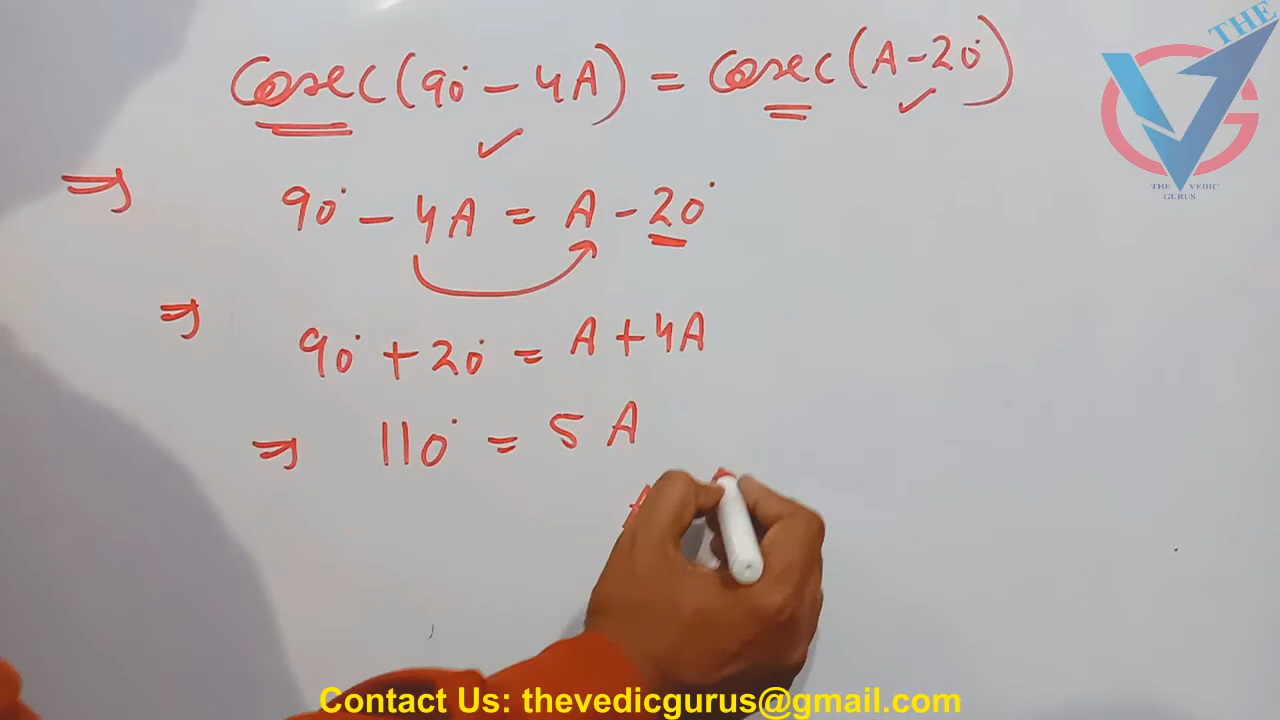 Cosec(90° - 4A) = Cosec(A - 20°)
⇒ 90° - 4A = A - 20°
⇒ 90° + 20° = A + 4A
⇒ 110° = 5A
A
THE
THE VEDIC
GURUS
Contact Us: thevedicgurus@gmail.com